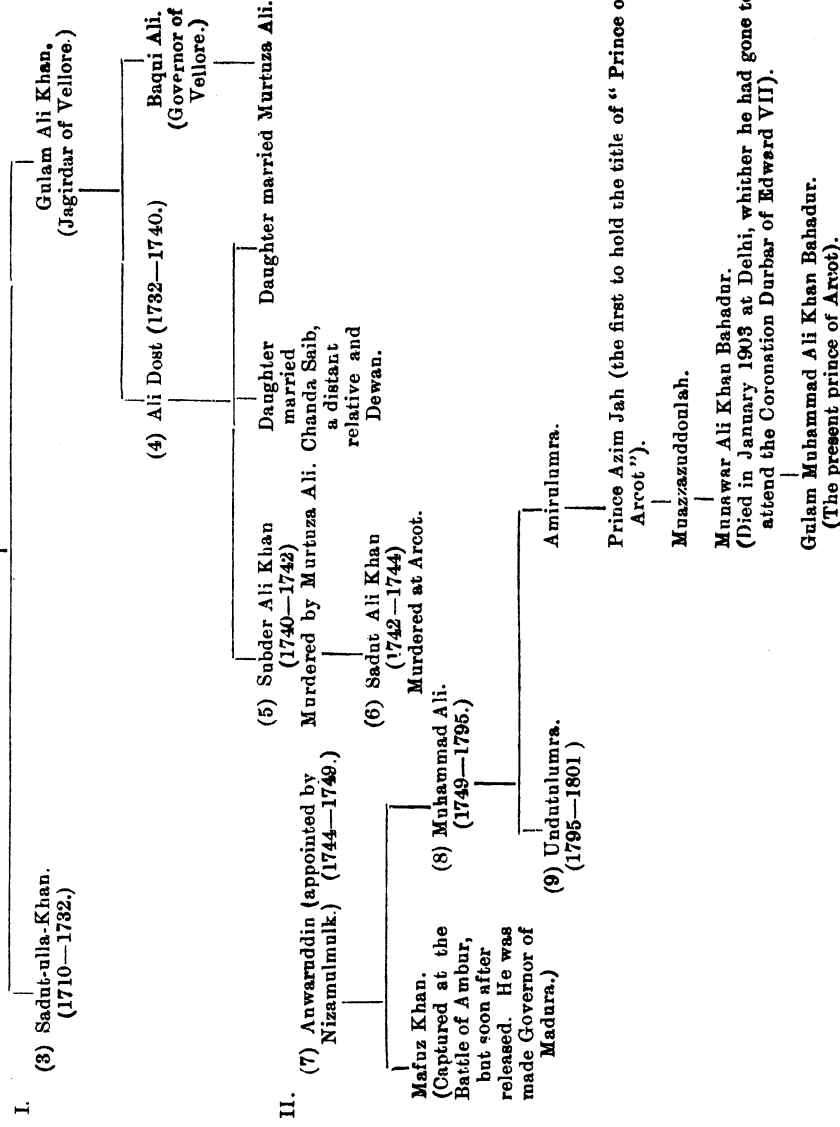 I.
(3) Sadut-ulla-Khan.
(1710—1732.)
Gulam Ali Khan.
(Jagirdar of Vellore.)
(4) Ali Dost (1732—1740.)
Baqui Ali.
(Governor of
Vellore.)
(5) Subder Ali Khan
(1740—1742)
Murdered by Murtuza Ali.
Daughter
married
Chanda Saib,
a distant
relative and
Dewan.
Daughter married Murtuza Ali.
(6) Sadut Ali Khan
(1742—1744)
Murdered at Arcot.
II.
(7) Anwaruddin (appointed by
Nizamulmulk.) (1744—1749.)
Mafuz Khan.
(Captured at the
Battle of Ambur,
but soon after
released. He was
made Governor of
Madura.)
(8) Muhammad Ali.
(1749—1795.)
(9) Undutulumra.
(1795—1801 )
Amirulumra.
Prince Azim Jah (the first to hold the title of “ Prince
Arcot ”).
Muazzazuddoulah.
Munawar Ali Khan Bahadur.
(Died in January 1903 at Delhi, whither he had gone
attend the Coronation Durbar of Edward VII).
Gulam Muhammad Ali Khan Bahadur.
(The present prince of Arcot).